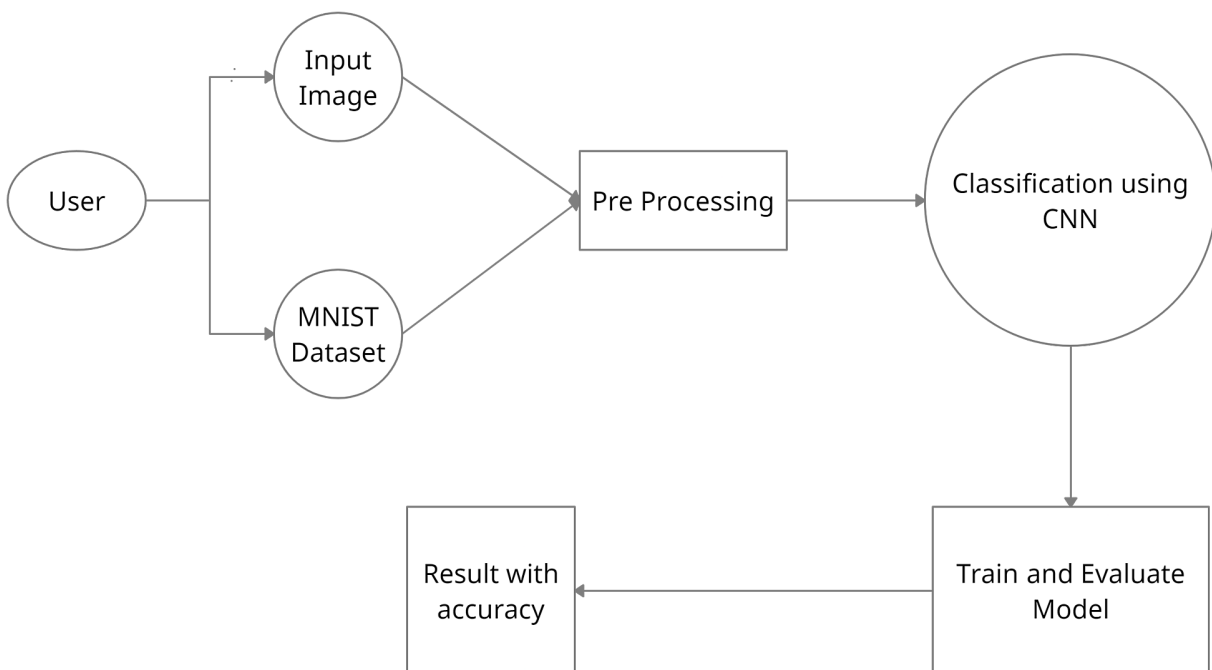 Input
Image
User
MNIST
Dataset
Pre Processing
Classification using
CNN
Train and Evaluate
Model
Result with
accuracy